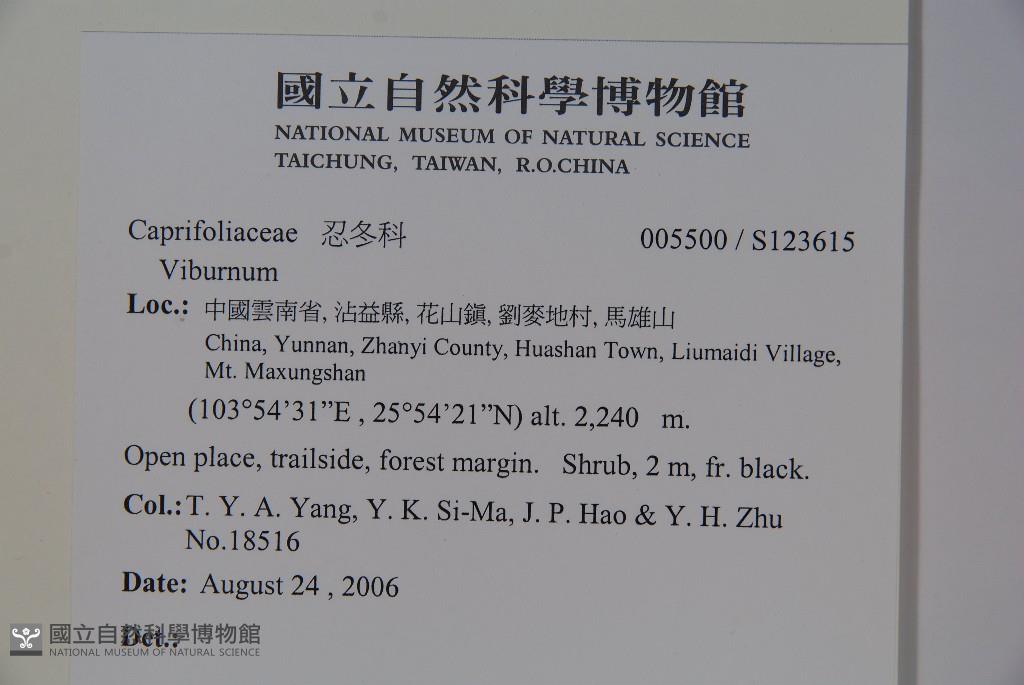 國立自然科學博物館
NATIONAL MUSEUM OF NATURAL SCIENCE
TAICHUNG, TAIWAN, R.O.CHINA
Caprifoliaceae 忍冬科 005500 / S123615
Viburnum
Loc.: 中國雲南省, 沾益縣, 花山鎮, 劉麥地村, 馬雄山
China, Yunnan, Zhanyi County, Huashan Town, Liumaidi Village,
Mt. Maxungshan
(103°54’31”E , 25°54’21”N) alt. 2,240 m.
Open place, trailside, forest margin. Shrub, 2 m, fr. black.
Col.: T. Y. A. Yang, Y. K. Si-Ma, J. P. Hao & Y. H. Zhu
No.18516
Date: August 24 , 2006
Det.:
國立自然科學博物館
NATIONAL MUSEUM OF NATURAL SCIENCE